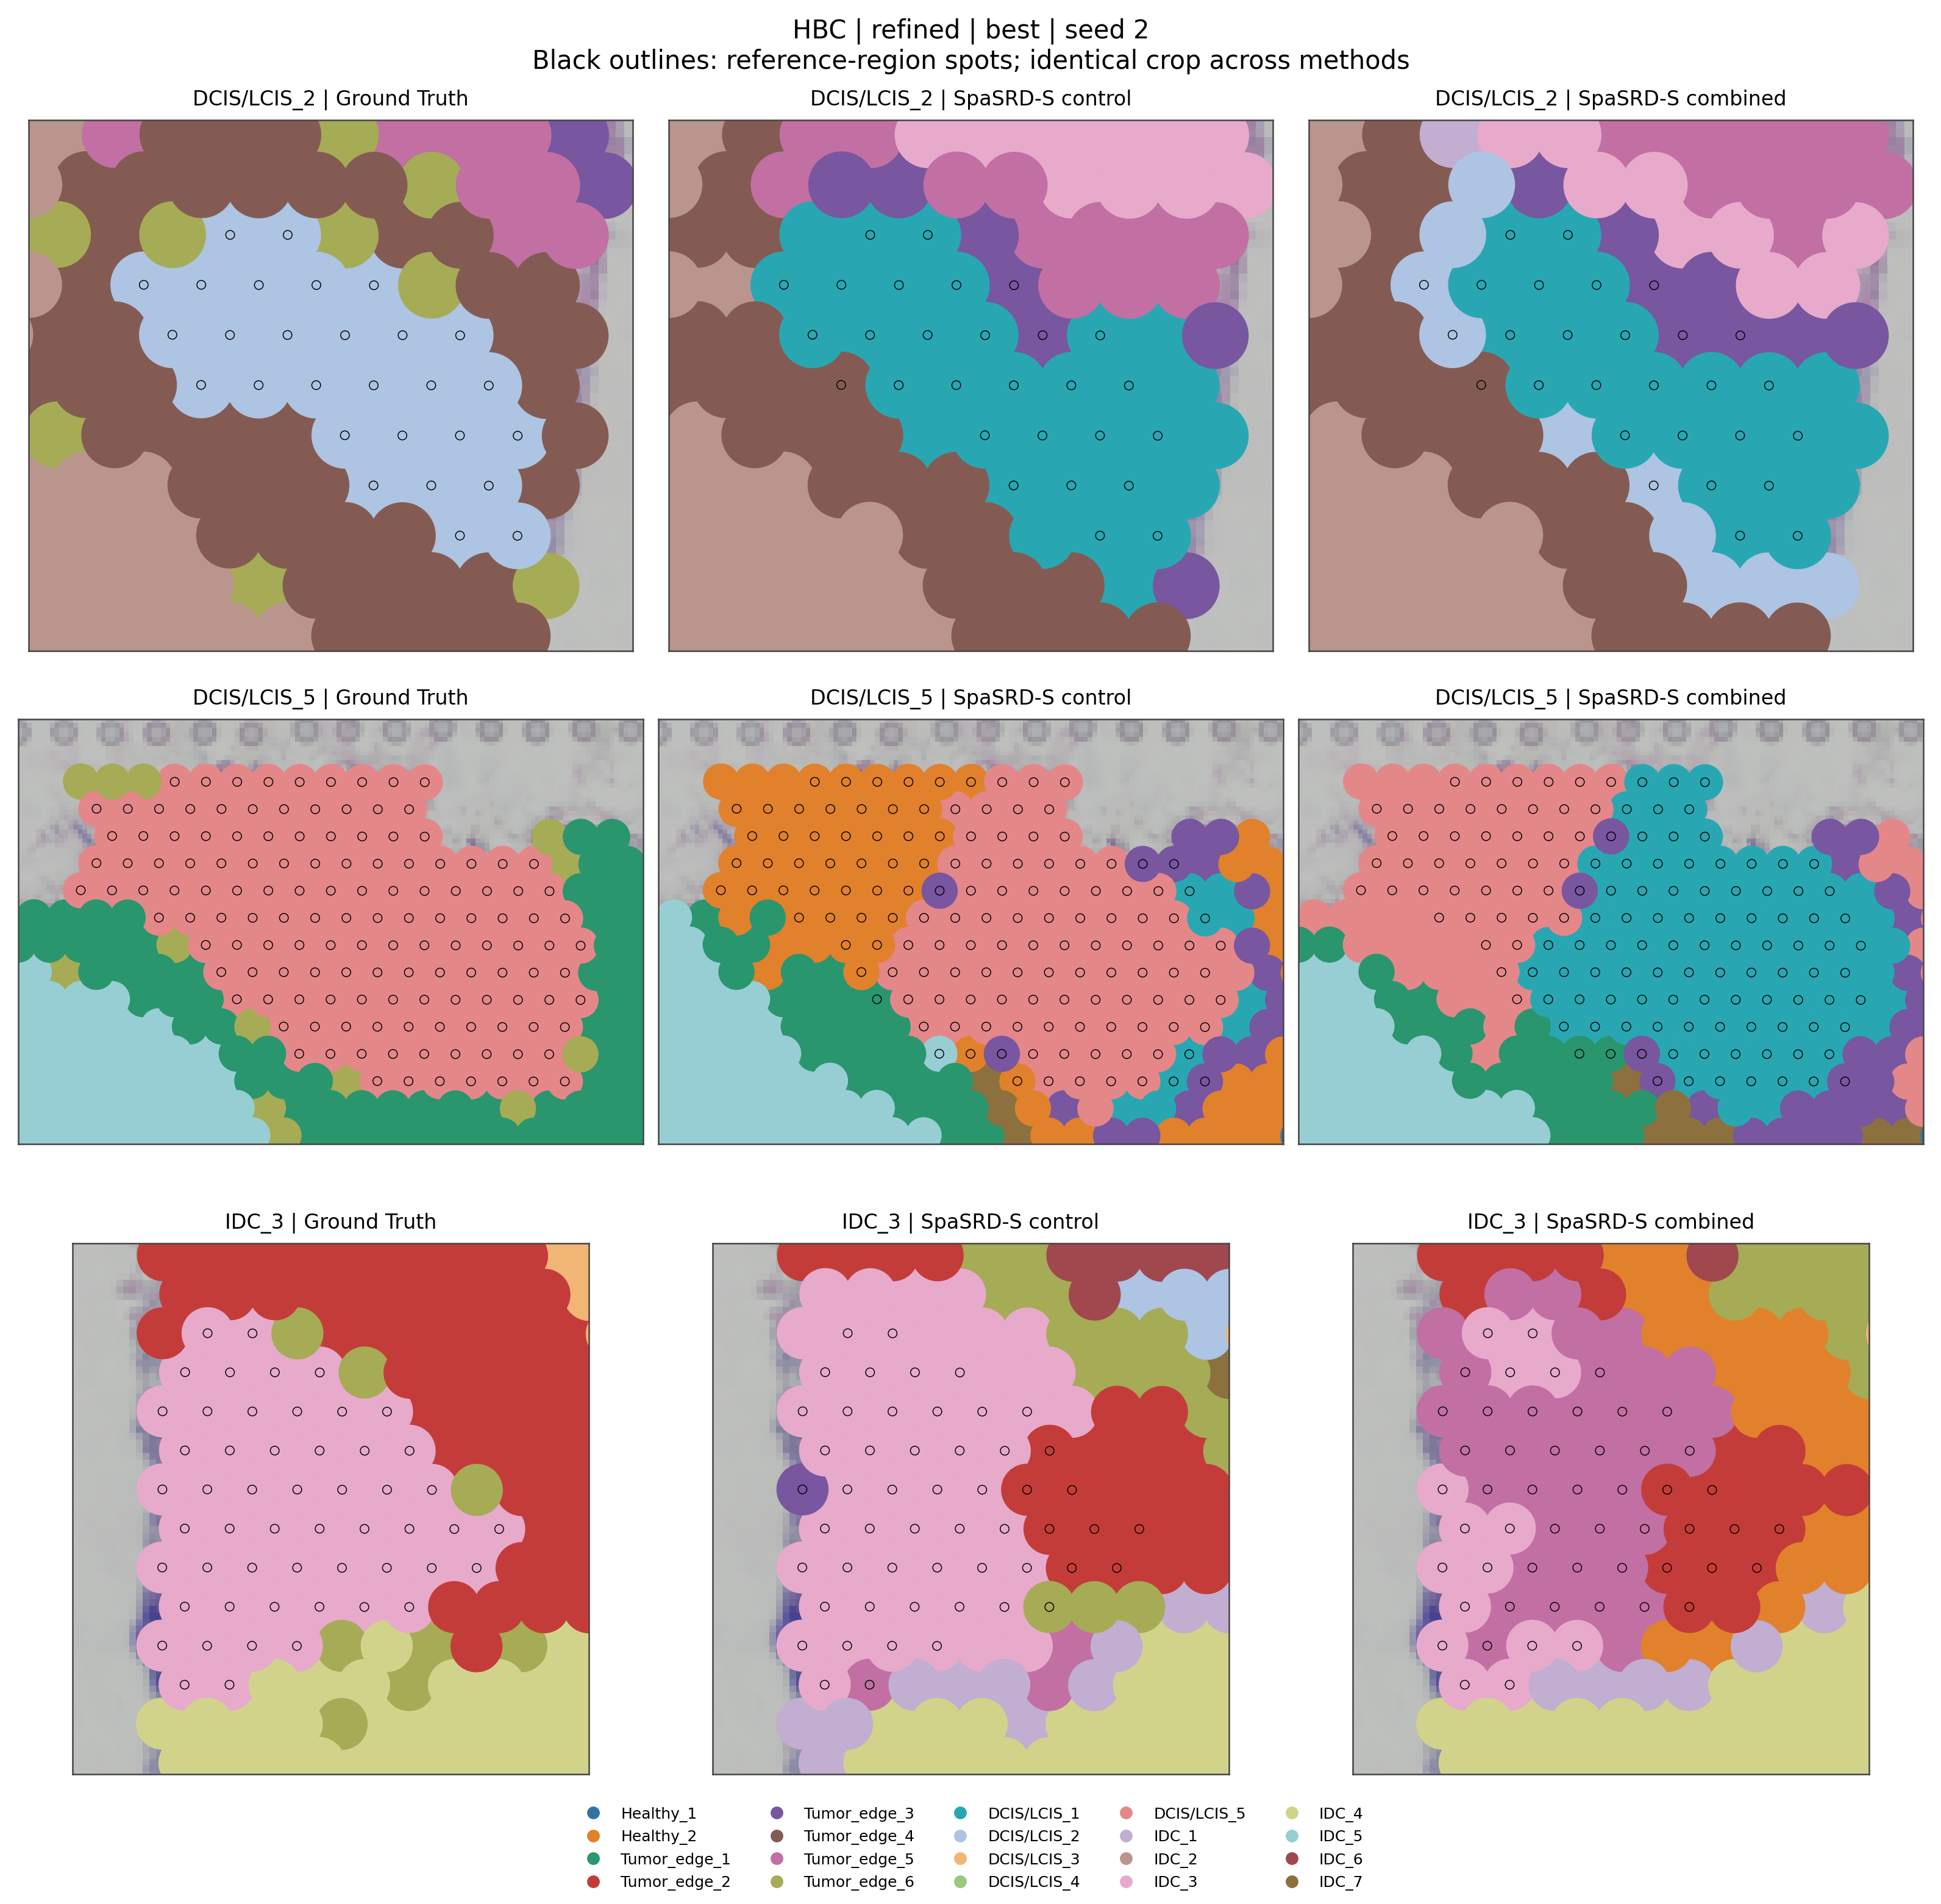 HBC | refined | best | seed 2
Black outlines: reference-region spots; identical crop across methods
DCIS/LCIS_2 | Ground Truth
DCIS/LCIS_2 | SpaSRD-S control
DCIS/LCIS_2 | SpaSRD-S combined
DCIS/LCIS_5 | Ground Truth
DCIS/LCIS_5 | SpaSRD-S control
DCIS/LCIS_5 | SpaSRD-S combined
IDC_3 | Ground Truth
IDC_3 | SpaSRD-S control
IDC_3 | SpaSRD-S combined
Healthy_1
Healthy_2
Tumor_edge_1
Tumor_edge_2
Tumor_edge_3
Tumor_edge_4
Tumor_edge_5
Tumor_edge_6
DCIS/LCIS_1
DCIS/LCIS_2
DCIS/LCIS_3
DCIS/LCIS_4
DCIS/LCIS_5
IDC_1
IDC_2
IDC_3
IDC_4
IDC_5
IDC_6
IDC_7